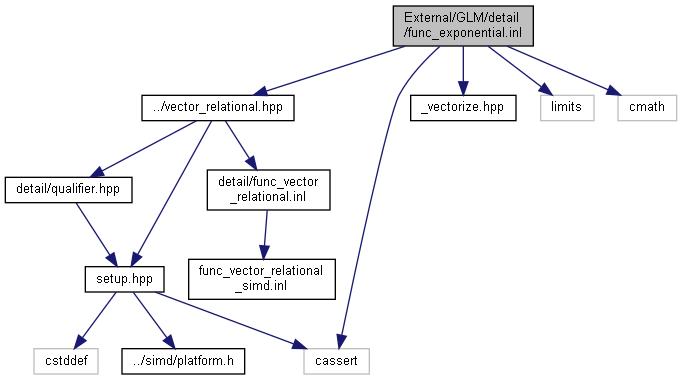 External/GLM/detail
/func_exponential.inl
../vector_relational.hpp
_vectorize.hpp
limits
cmath
detail/qualifier.hpp
detail/func_vector
_relational.inl
setup.hpp
func_vector_relational
_simd.inl
cstddef
../simd/platform.h
cassert